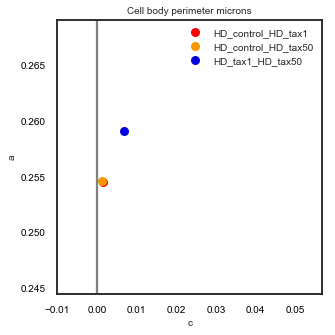 Cell body perimeter microns
HD_control_HD_tax1
HD_control_HD_tax50
HD_tax1_HD_tax50
0.265
0.260
0.255
0.250
0.245
a
−0.01 0.00 0.01 0.02 0.03 0.04 0.05
c